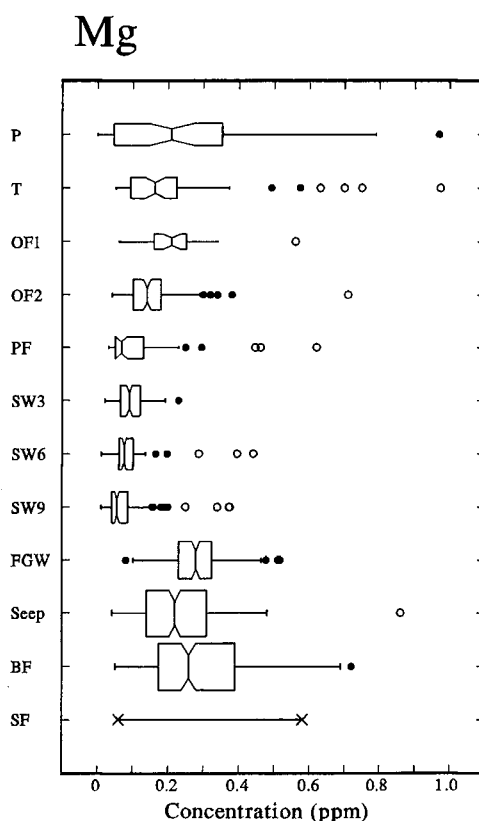 Mg
P
T
OF1
OF2
PF
SW3
SW6
SW9
FGW
Seep
BF
SF
0 0.2 0.4 0.6 0.8 1.0
Concentration (ppm)